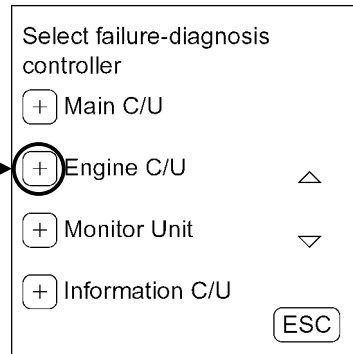 Select failure-diagnosis
controller
+ Main C/U
+ Engine C/U
+ Monitor Unit
+ Information C/U
ESC